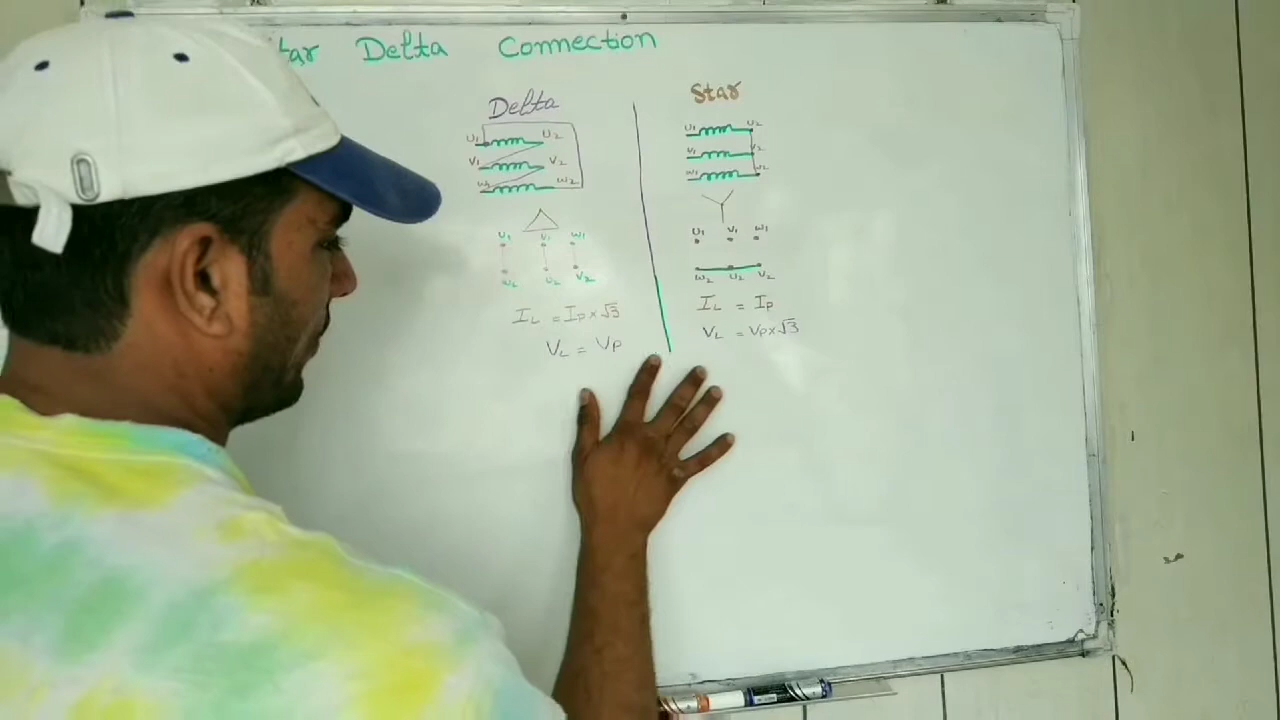 tar Delta Connection
Delta
U1 U2
V1 V2
W1 W2
U1 V1 W1
W2 U2 V2
IL = IP×√3
VL = VP
Star
U1 U2
V1 V2
W1 W2
U1 V1 W1
W2 U2 V2
IL = IP
VL = VP×√3